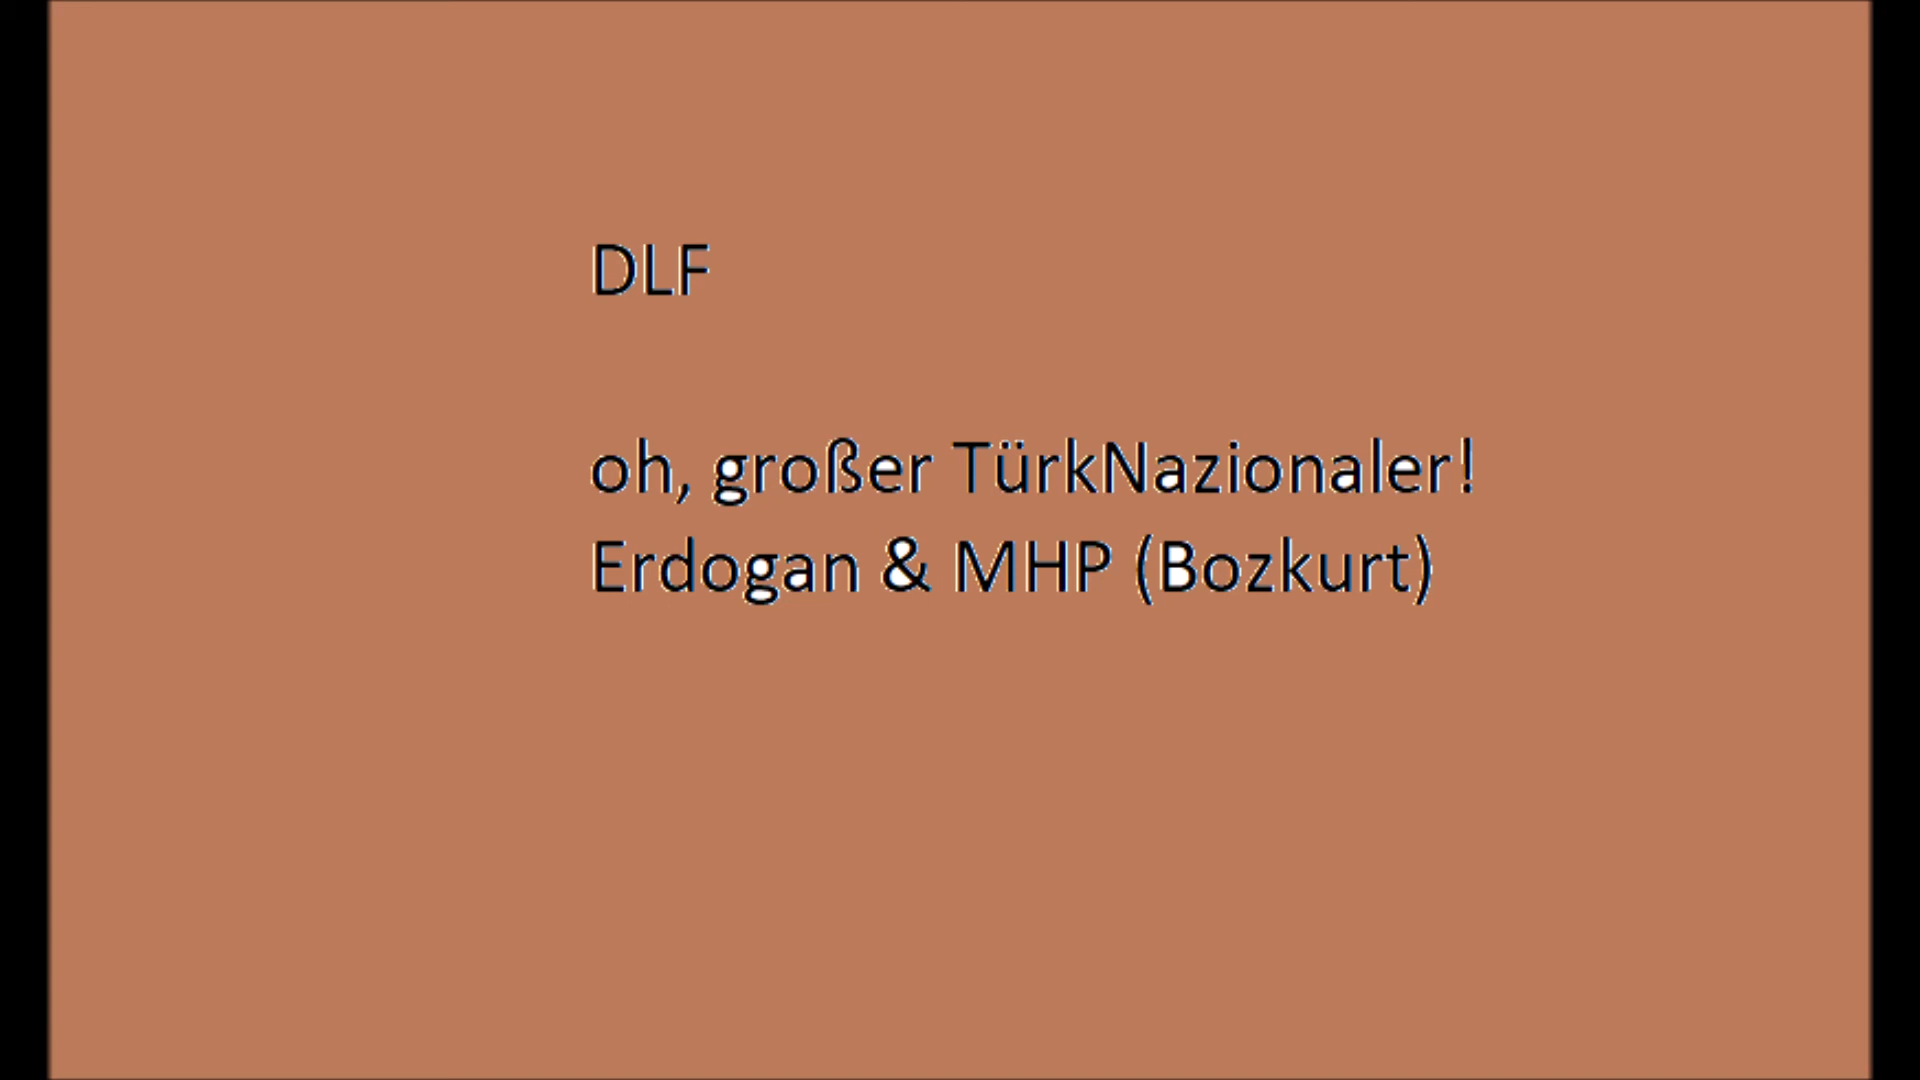 DLF
oh, großer TürkNazionaler!
Erdogan & MHP (Bozkurt)